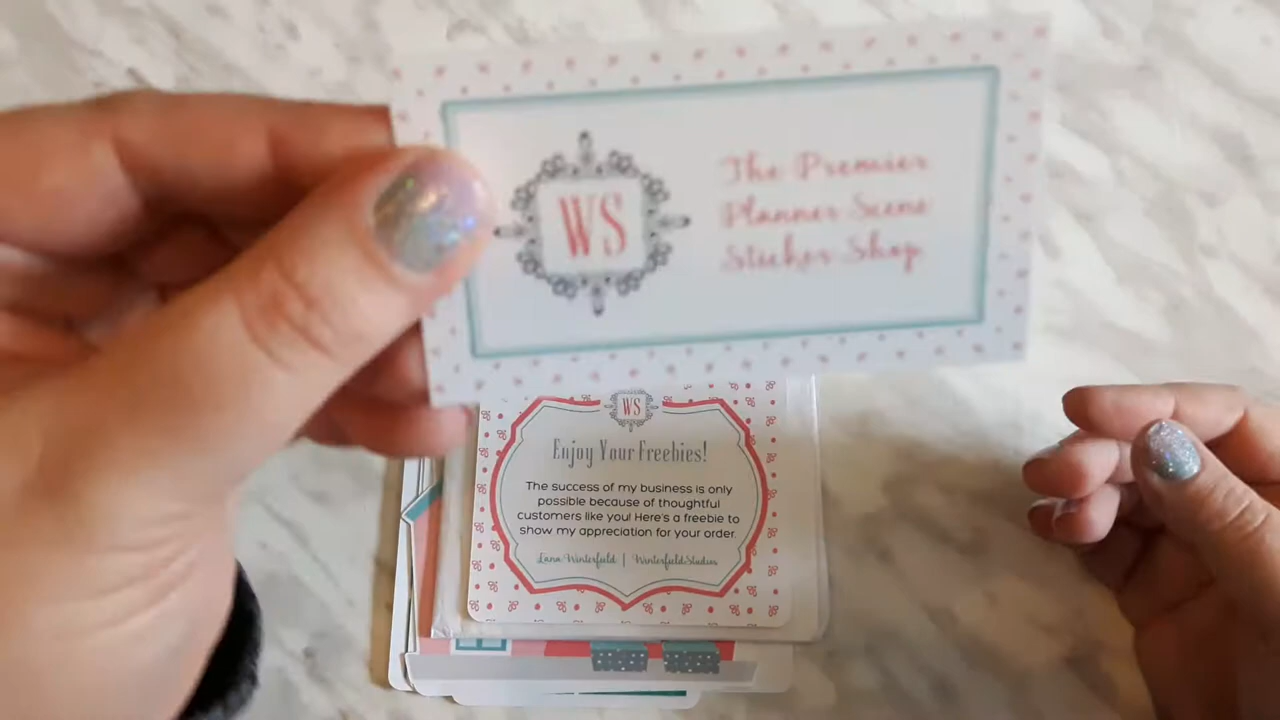 WS
The Premier
Planner Scene
Sticker Shop
WS
Enjoy Your Freebies!
The success of my business is only
possible because of thoughtful
customers like you! Here's a freebie to
show my appreciation for your order.
Lana Winterfeld | WinterfeldStudios